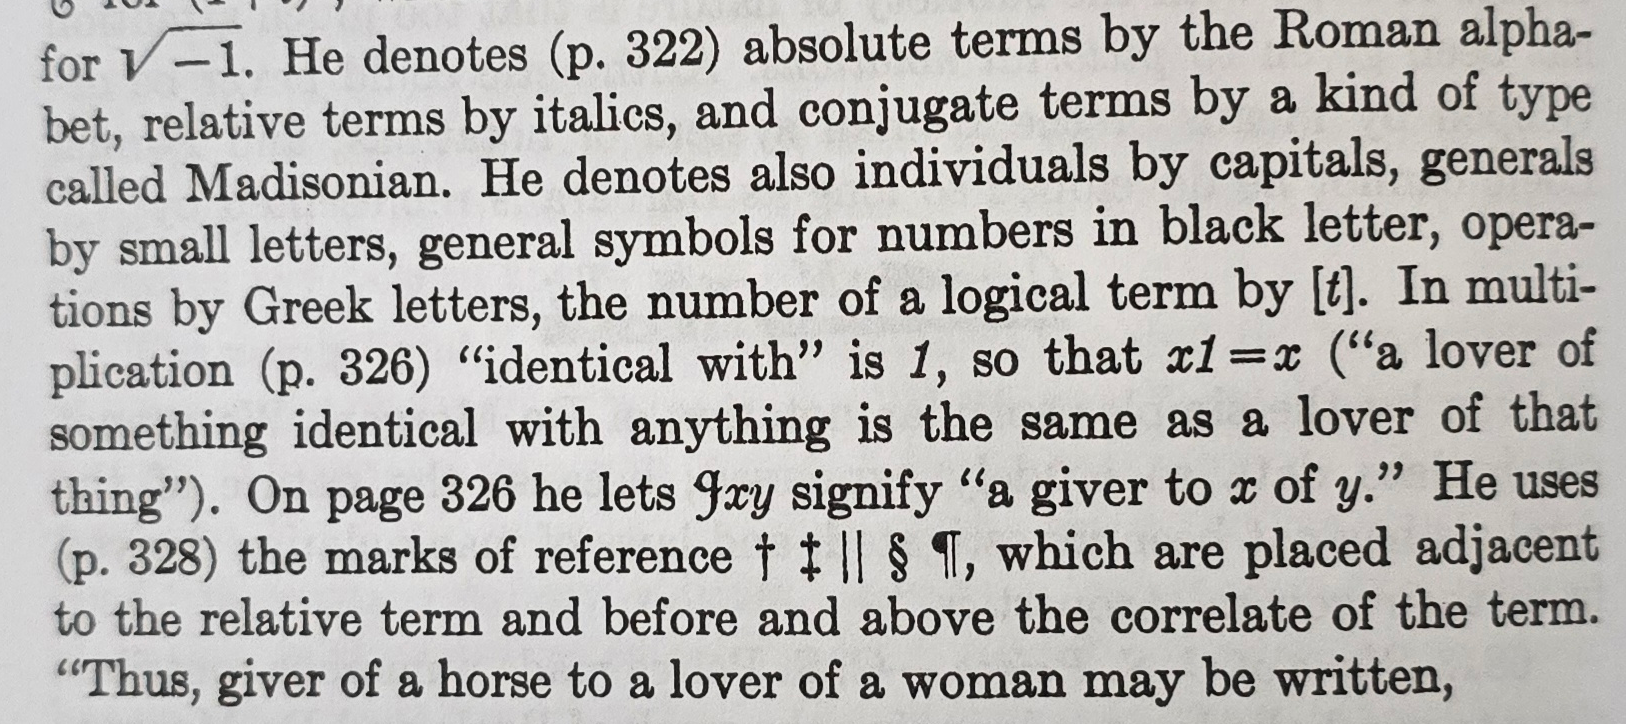 for √−1. He denotes (p. 322) absolute terms by the Roman alpha-
bet, relative terms by italics, and conjugate terms by a kind of type
called Madisonian. He denotes also individuals by capitals, generals
by small letters, general symbols for numbers in black letter, opera-
tions by Greek letters, the number of a logical term by [t]. In multi-
plication (p. 326) “identical with” is 1, so that x1=x (“a lover of
something identical with anything is the same as a lover of that
thing”). On page 326 he lets gxy signify “a giver to x of y.” He uses
(p. 328) the marks of reference † ‡ || § ¶, which are placed adjacent
to the relative term and before and above the correlate of the term.
“Thus, giver of a horse to a lover of a woman may be written,